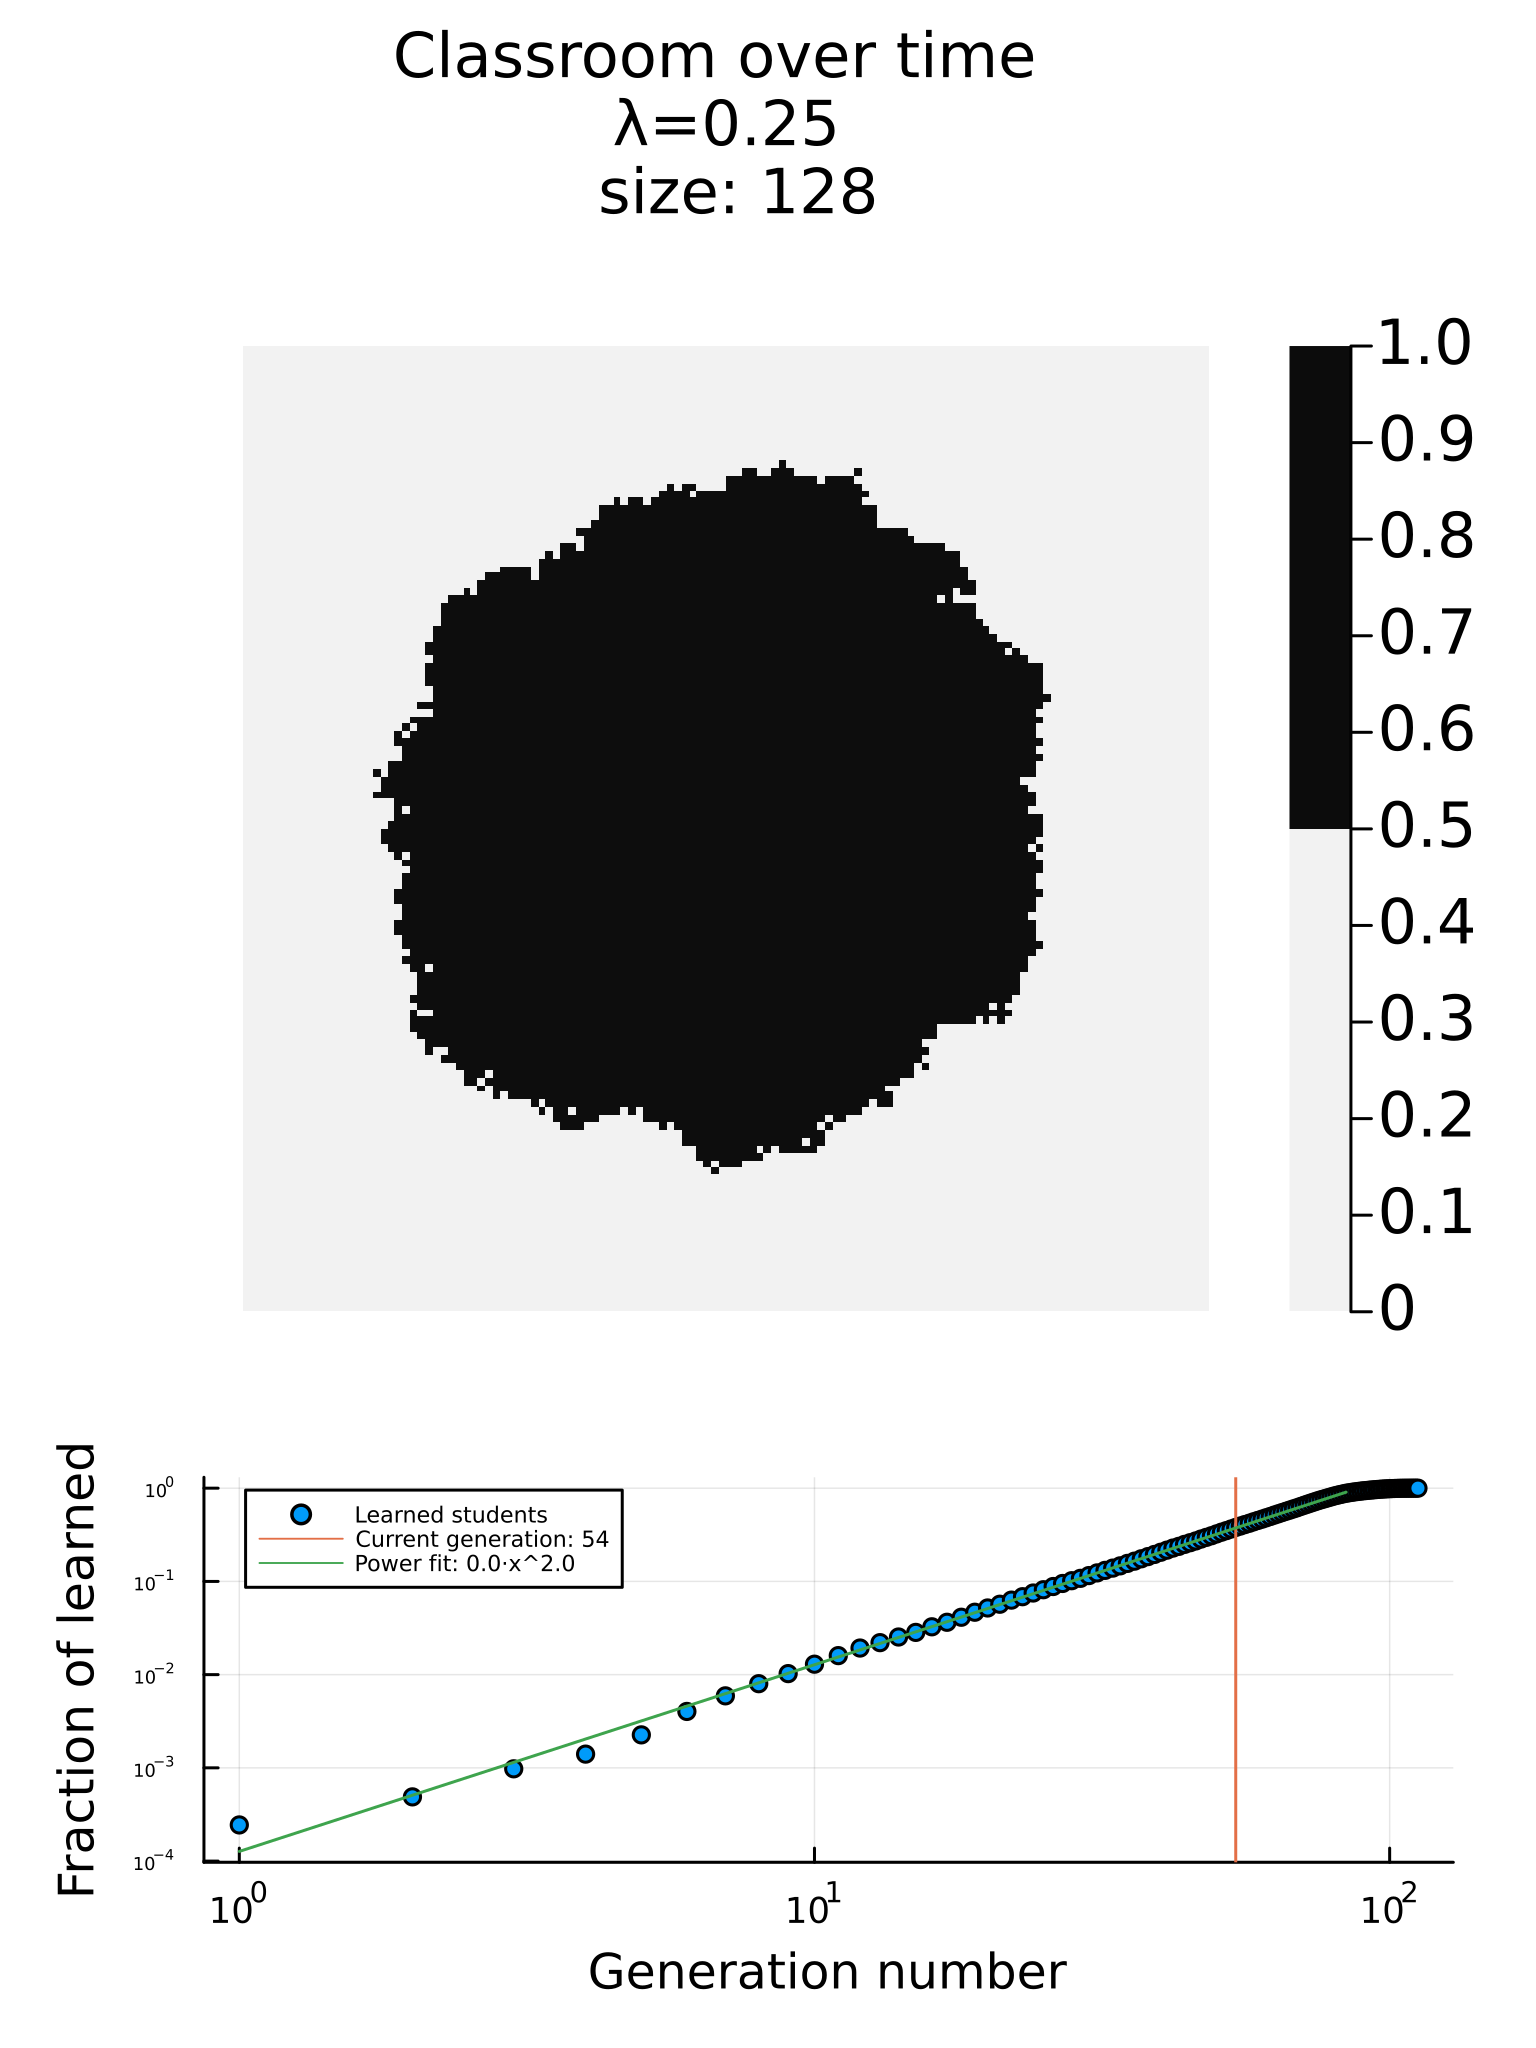 Classroom over time
λ=0.25
size: 128
1.0
0.9
0.8
0.7
0.6
0.5
0.4
0.3
0.2
0.1
0
Fraction of learned
10^0
10^-1
10^-2
10^-3
10^-4
Learned students
Current generation: 54
Power fit: 0.0·x^2.0
10^0 10^1 10^2
Generation number